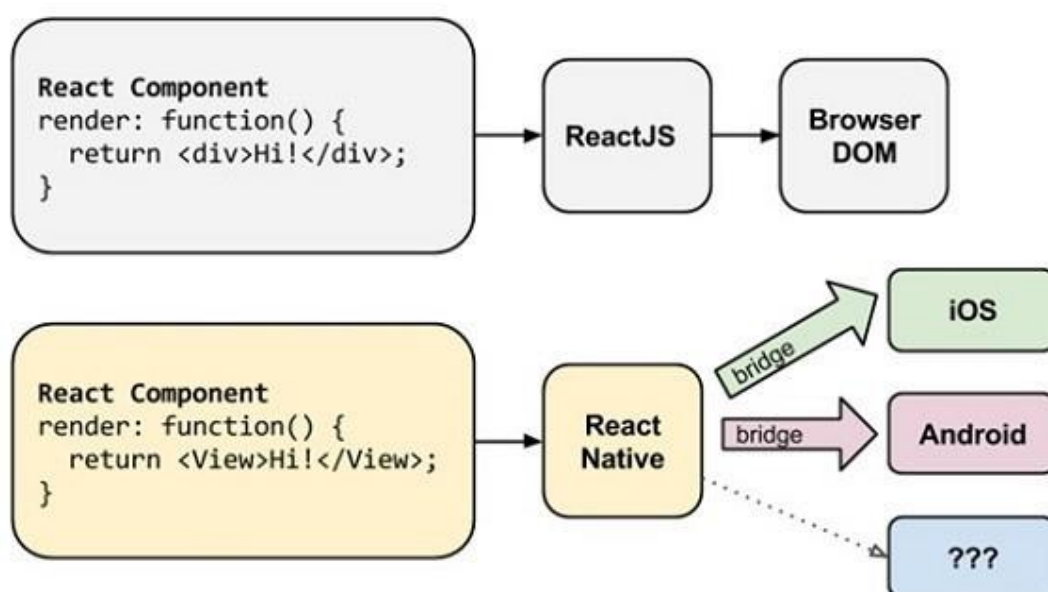 React Component
render: function() {
  return <div>Hi!</div>;
}
ReactJS
Browser
DOM
React Component
render: function() {
  return <View>Hi!</View>;
}
React
Native
bridge
iOS
bridge
Android
???